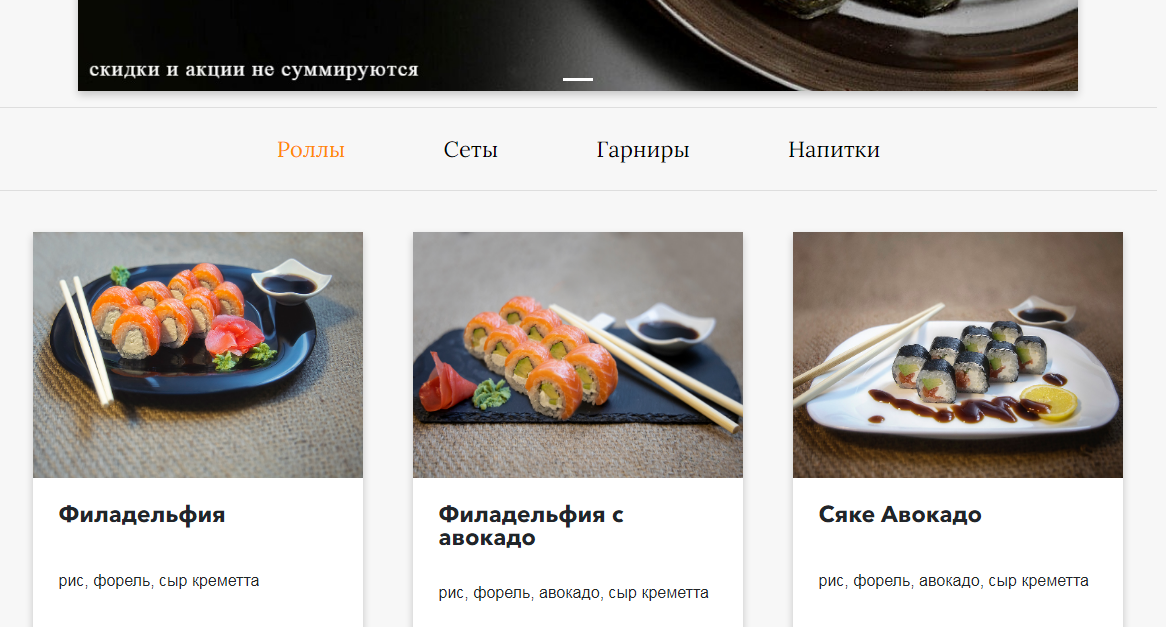 скидки и акции не суммируются
Роллы Сеты Гарниры Напитки
Филадельфия
рис, форель, сыр креметта
Филадельфия с
авокадо
рис, форель, авокадо, сыр креметта
Сяке Авокадо
рис, форель, авокадо, сыр креметта